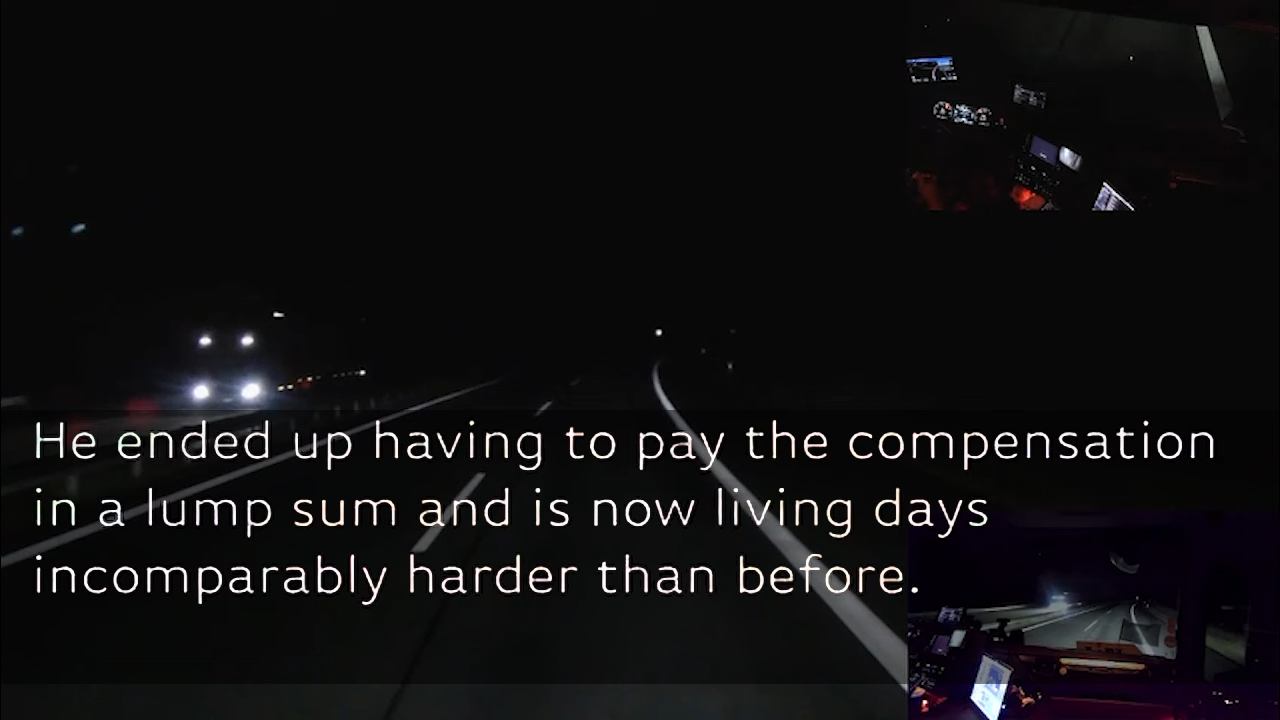 He ended up having to pay the compensation
in a lump sum and is now living days
incomparably harder than before.